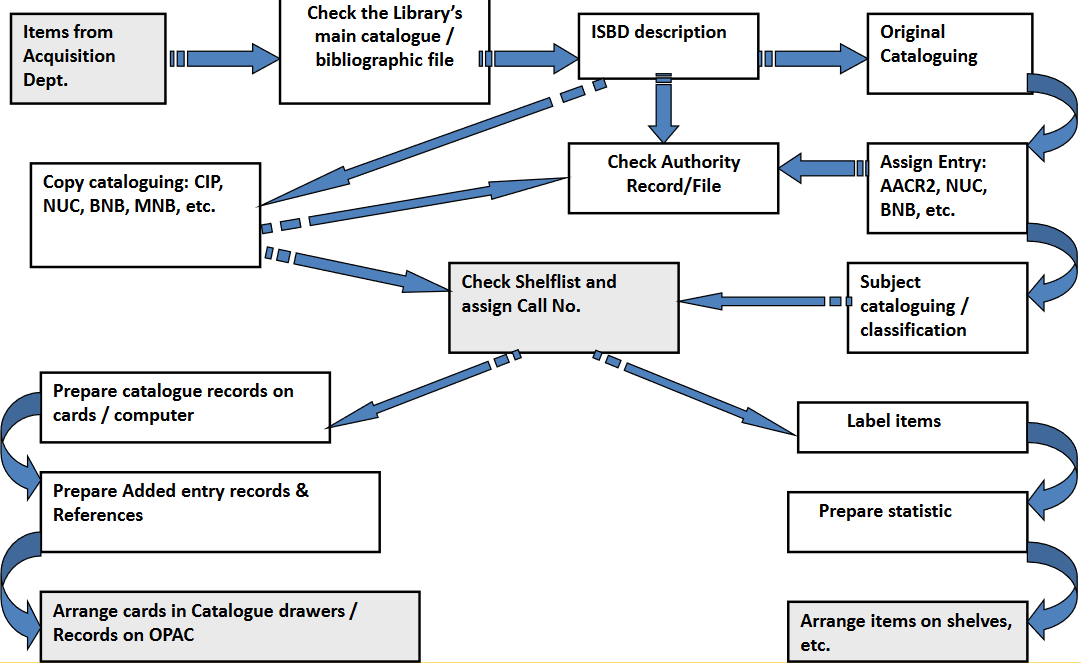 Items from
Acquisition
Dept.
Check the Library's
main catalogue /
bibliographic file
ISBD description
Original
Cataloguing
Copy cataloguing: CIP,
NUC, BNB, MNB, etc.
Check Authority
Record/File
Assign Entry:
AACR2, NUC,
BNB, etc.
Check Shelflist and
assign Call No.
Subject
cataloguing /
classification
Prepare catalogue records on
cards / computer
Label items
Prepare Added entry records &
References
Prepare statistic
Arrange cards in Catalogue drawers /
Records on OPAC
Arrange items on shelves,
etc.